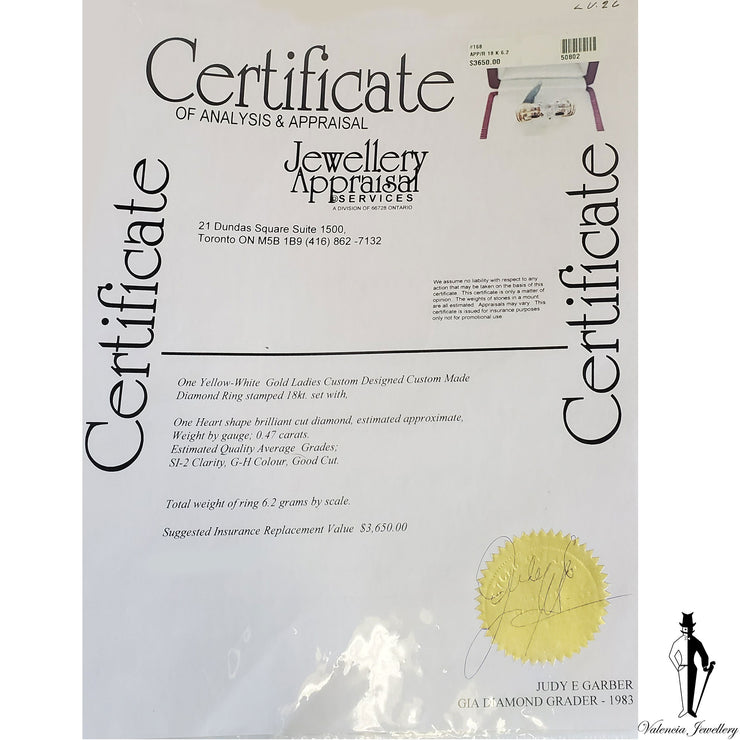 Certificate
OF ANALYSIS & APPRAISAL
#168
APP/R 18 K 6.2
$3650.00
50802
Jewellery
Appraisal
SERVICES
A DIVISION OF 66728 ONTARIO
21 Dundas Square Suite 1500,
Toronto ON M5B 1B9 (416) 862 -7132
Certificate
Certificate
We assume no liability with respect to any
action that may be taken on the basis of this
certificate. This certificate is only a matter of
opinion. The weights of stones in a mount
are all estimated. Appraisals may vary. This
certificate is issued for insurance purposes
only not for promotional use.
One Yellow-White Gold Ladies Custom Designed Custom Made
Diamond Ring stamped 18kt. set with,
One Heart shape brilliant cut diamond, estimated approximate,
Weight by gauge; 0.47 carats.
Estimated Quality Average Grades;
SI-2 Clarity, G-H Colour, Good Cut.
Total weight of ring 6.2 grams by scale.
Suggested Insurance Replacement Value $3,650.00
JUDY E GARBER
GIA DIAMOND GRADER - 1983
Valencia Jewellery